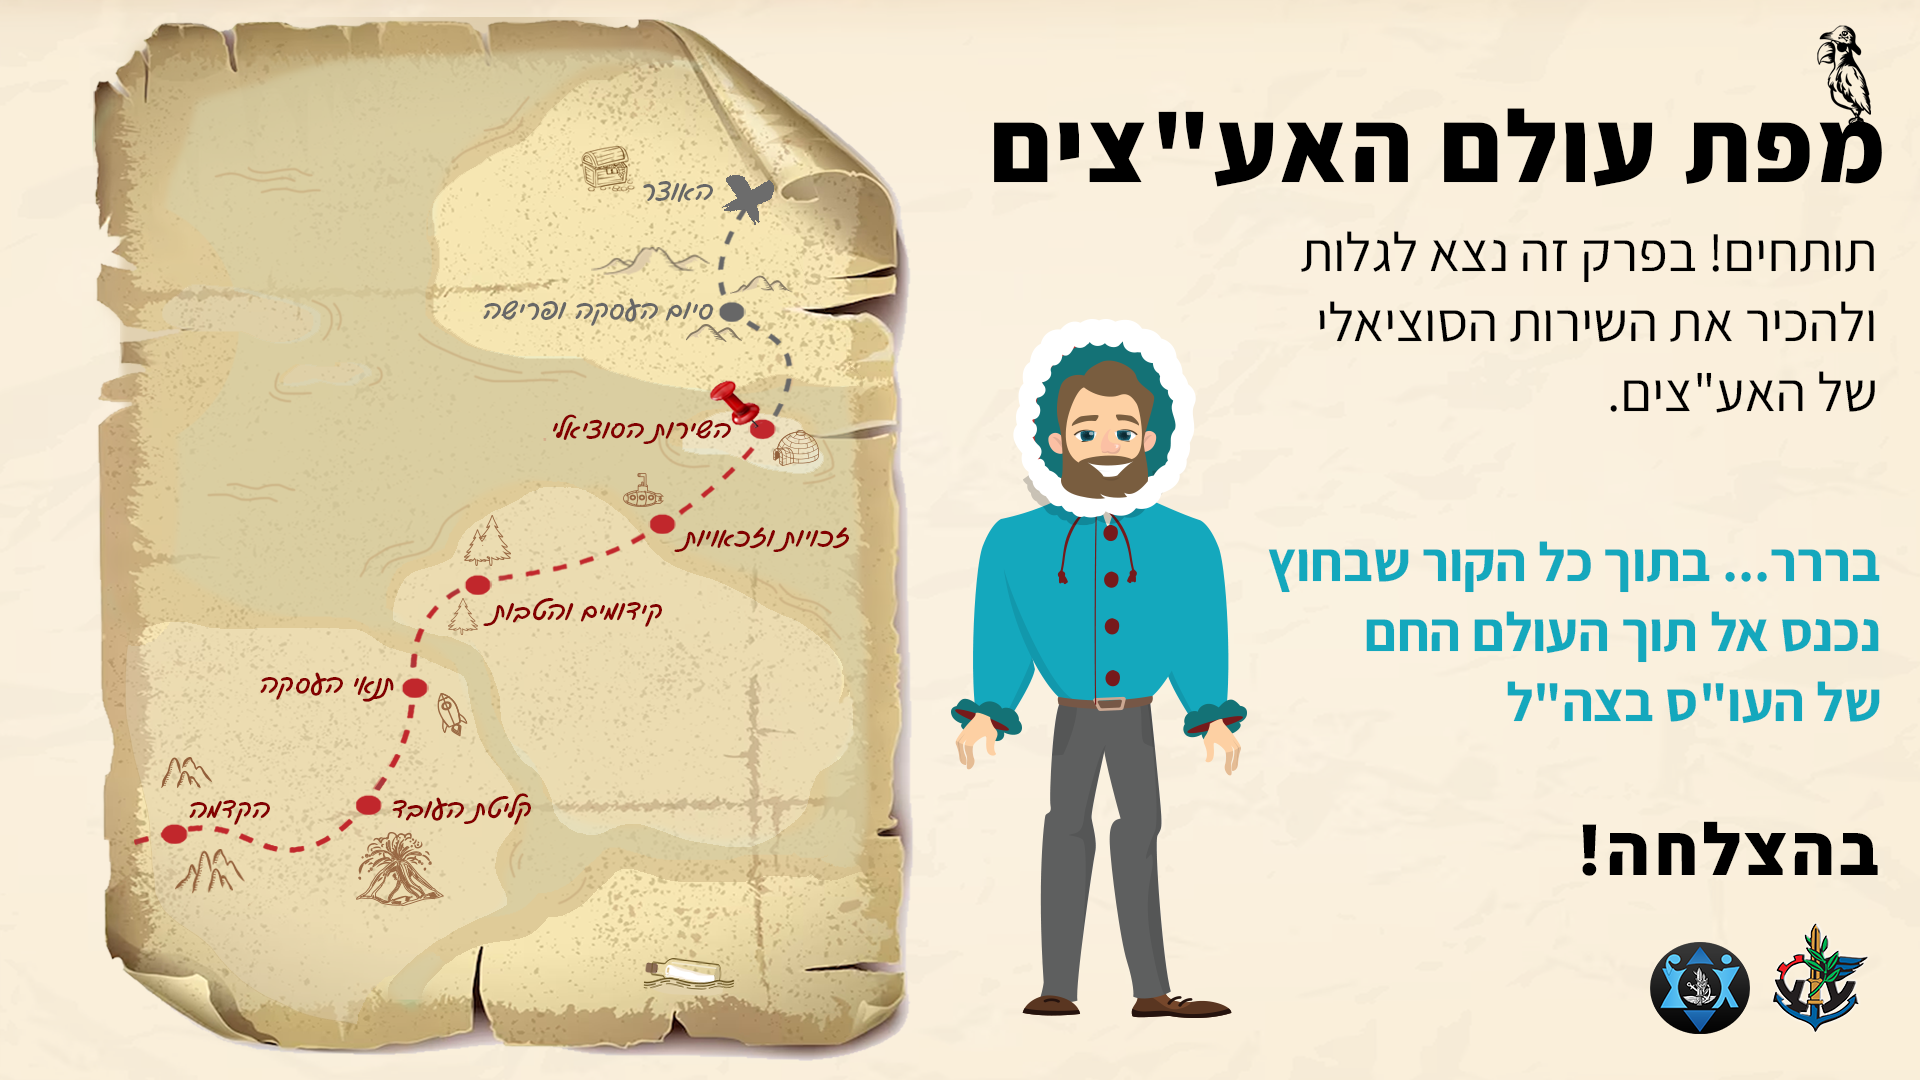 מפת עולם האע"צים
תותחים! בפרק זה נצא לגלות
ולהכיר את השירות הסוציאלי
של האע"צים.
בררר... בתוך כל הקור שבחוץ
נכנס אל תוך העולם החם
של העו"ס בצה"ל
בהצלחה!
האוצר
סיום העסקה ופרישה
השירות הסוציאלי
זכויות וזכאויות
קידומים והטבות
תנאי העסקה
קליטת העובד
הקדמה